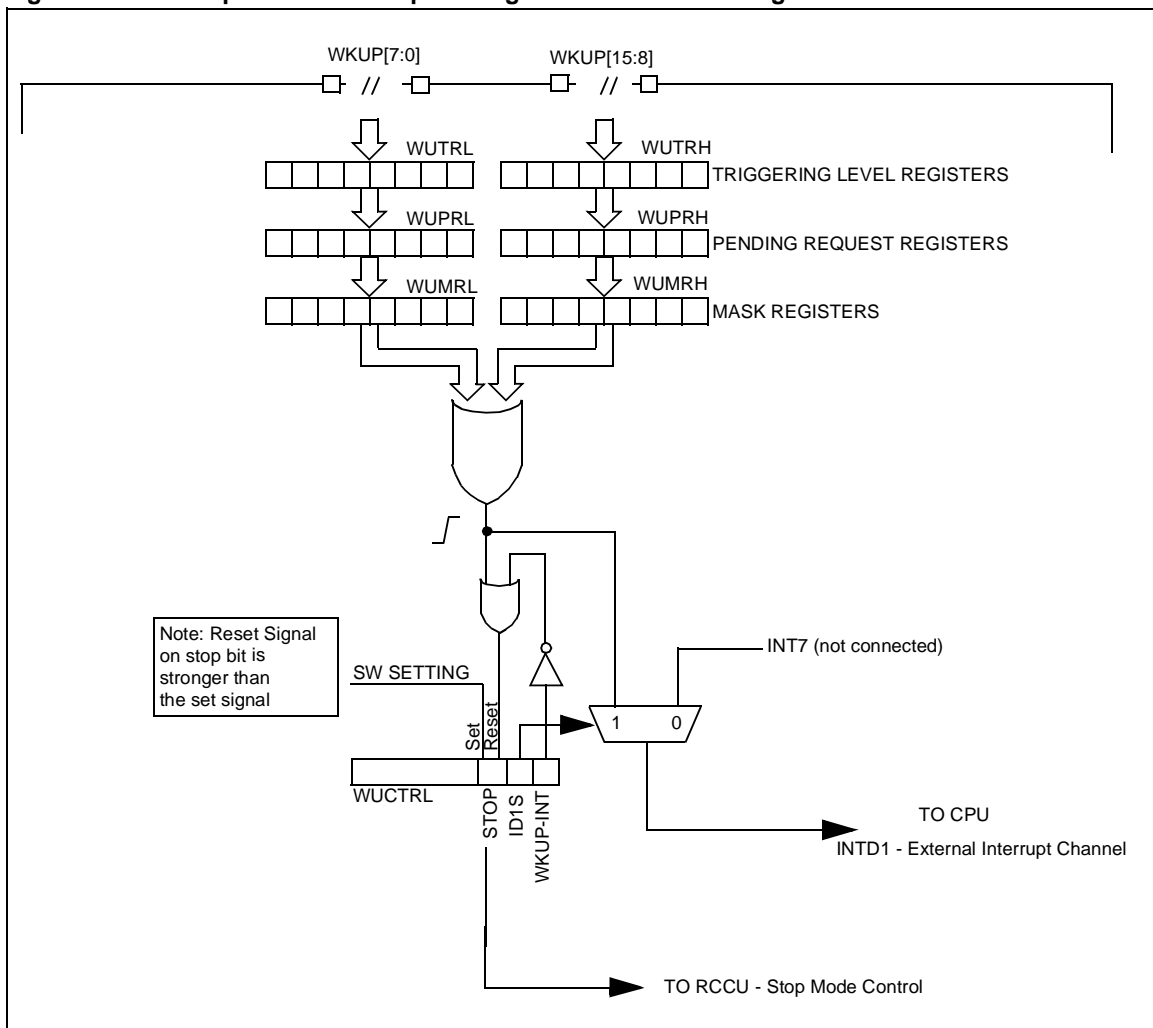 WKUP[7:0]
WKUP[15:8]
WUTRL
WUTRH
TRIGGERING LEVEL REGISTERS
WUPRL
WUPRH
PENDING REQUEST REGISTERS
WUMRL
WUMRH
MASK REGISTERS
Note: Reset Signal
on stop bit is
stronger than
the set signal
SW SETTING
INT7 (not connected)
Set
Reset
1
0
WUCTRL
STOP
ID1S
WKUP-INT
TO CPU
INTD1 - External Interrupt Channel
TO RCCU - Stop Mode Control